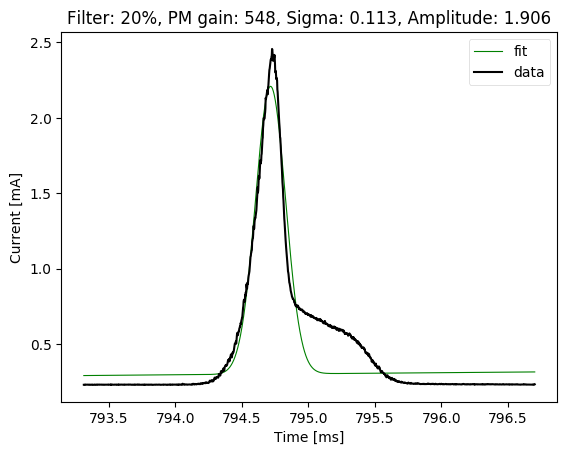 Filter: 20%, PM gain: 548, Sigma: 0.113, Amplitude: 1.906
fit
data
2.5
2.0
1.5
1.0
0.5
Current [mA]
793.5 794.0 794.5 795.0 795.5 796.0 796.5
Time [ms]